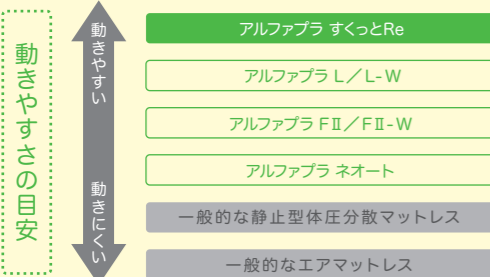 動きやすさの目安
動きやすい
動きにくい
アルファプラ すくっとRe
アルファプラ L／L-W
アルファプラ FⅡ／FⅡ-W
アルファプラ ネオート
一般的な静止型体圧分散マットレス
一般的なエアマットレス